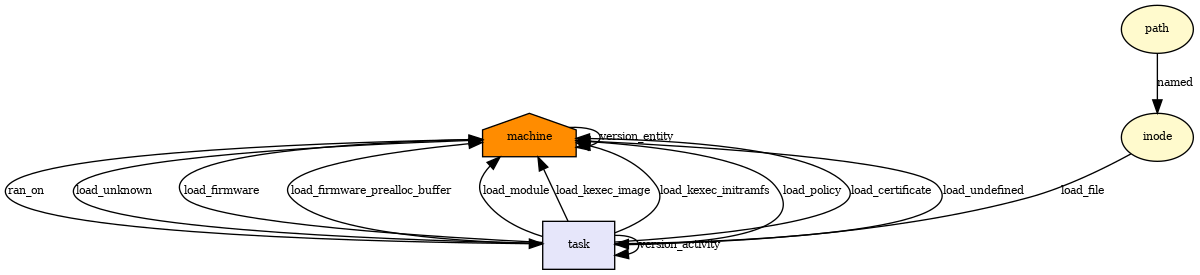 path
named
machine
version_entity
inode
ran_on
load_unknown
load_firmware
load_firmware_prealloc_buffer
load_module
load_kexec_image
load_kexec_initramfs
load_policy
load_certificate
load_undefined
load_file
task
version_activity